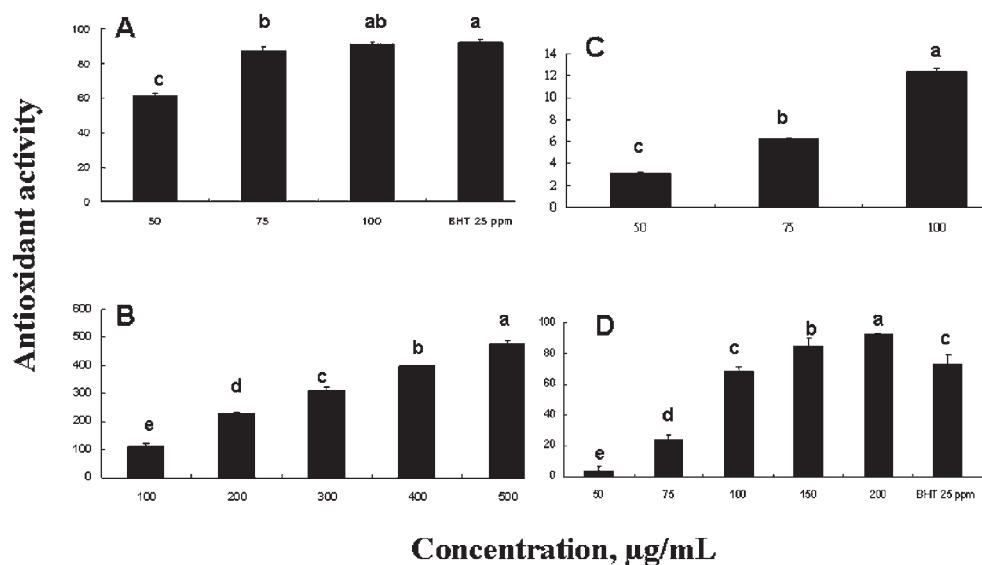 Antioxidant activity
A
100
80
60
40
20
0
c
b
ab
a
50 75 100 BHT 25 ppm
C
14
12
10
8
6
4
2
0
c
b
a
50 75 100
B
600
500
400
300
200
100
0
e
d
c
b
a
100 200 300 400 500
D
100
80
60
40
20
0
e
d
c
b
a
c
50 75 100 150 200 BHT 25 ppm
Concentration, µg/mL